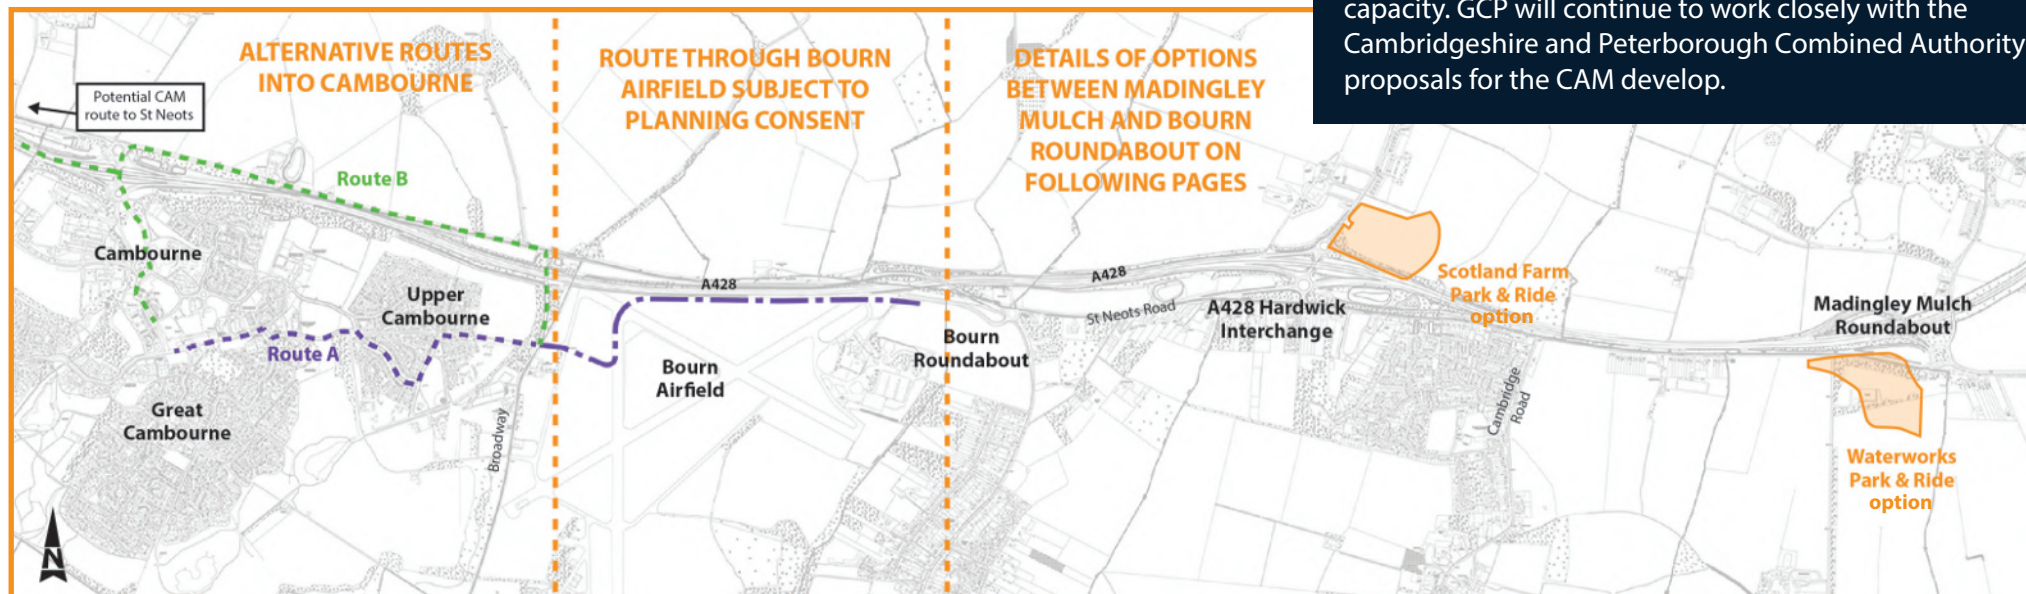 capacity. GCP will continue to work closely with the
Cambridgeshire and Peterborough Combined Authority
proposals for the CAM develop.
ALTERNATIVE ROUTES
INTO CAMBOURNE
ROUTE THROUGH BOURN
AIRFIELD SUBJECT TO
PLANNING CONSENT
DETAILS OF OPTIONS
BETWEEN MADINGLEY
MULCH AND BOURN
ROUNDABOUT ON
FOLLOWING PAGES
Potential CAM
route to St Neots
Route B
Cambourne
Upper
Cambourne
Route A
Great
Cambourne
Broadway
N
A428
Bourn
Airfield
Bourn
Roundabout
A428
St Neots Road
A428 Hardwick
Interchange
Scotland Farm
Park & Ride
option
Cambridge
Road
Madingley Mulch
Roundabout
Waterworks
Park & Ride
option